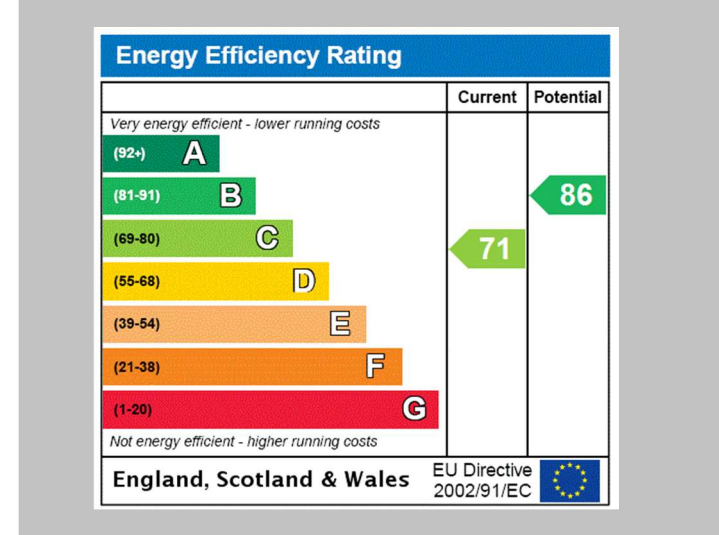 Energy Efficiency Rating
Current Potential
Very energy efficient - lower running costs
(92+) A
(81-91) B
86
(69-80) C
71
(55-68) D
(39-54) E
(21-38) F
(1-20) G
Not energy efficient - higher running costs
England, Scotland & Wales
EU Directive
2002/91/EC